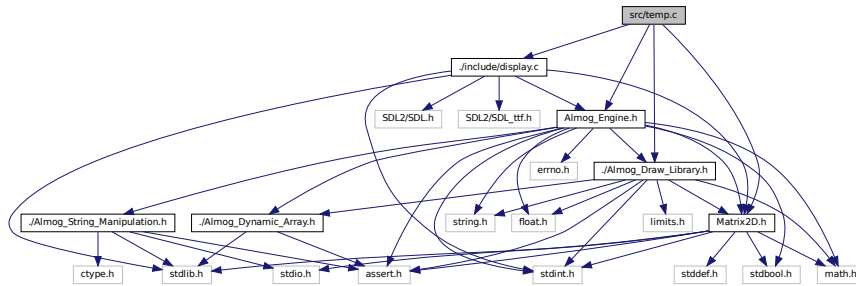 src/temp.c
./include/display.c
SDL2/SDL.h
SDL2/SDL_ttf.h
Almog_Engine.h
errno.h
./Almog_Draw_Library.h
./Almog_String_Manipulation.h
./Almog_Dynamic_Array.h
string.h
float.h
limits.h
Matrix2D.h
ctype.h
stdlib.h
stdio.h
assert.h
stdint.h
stddef.h
stdbool.h
math.h